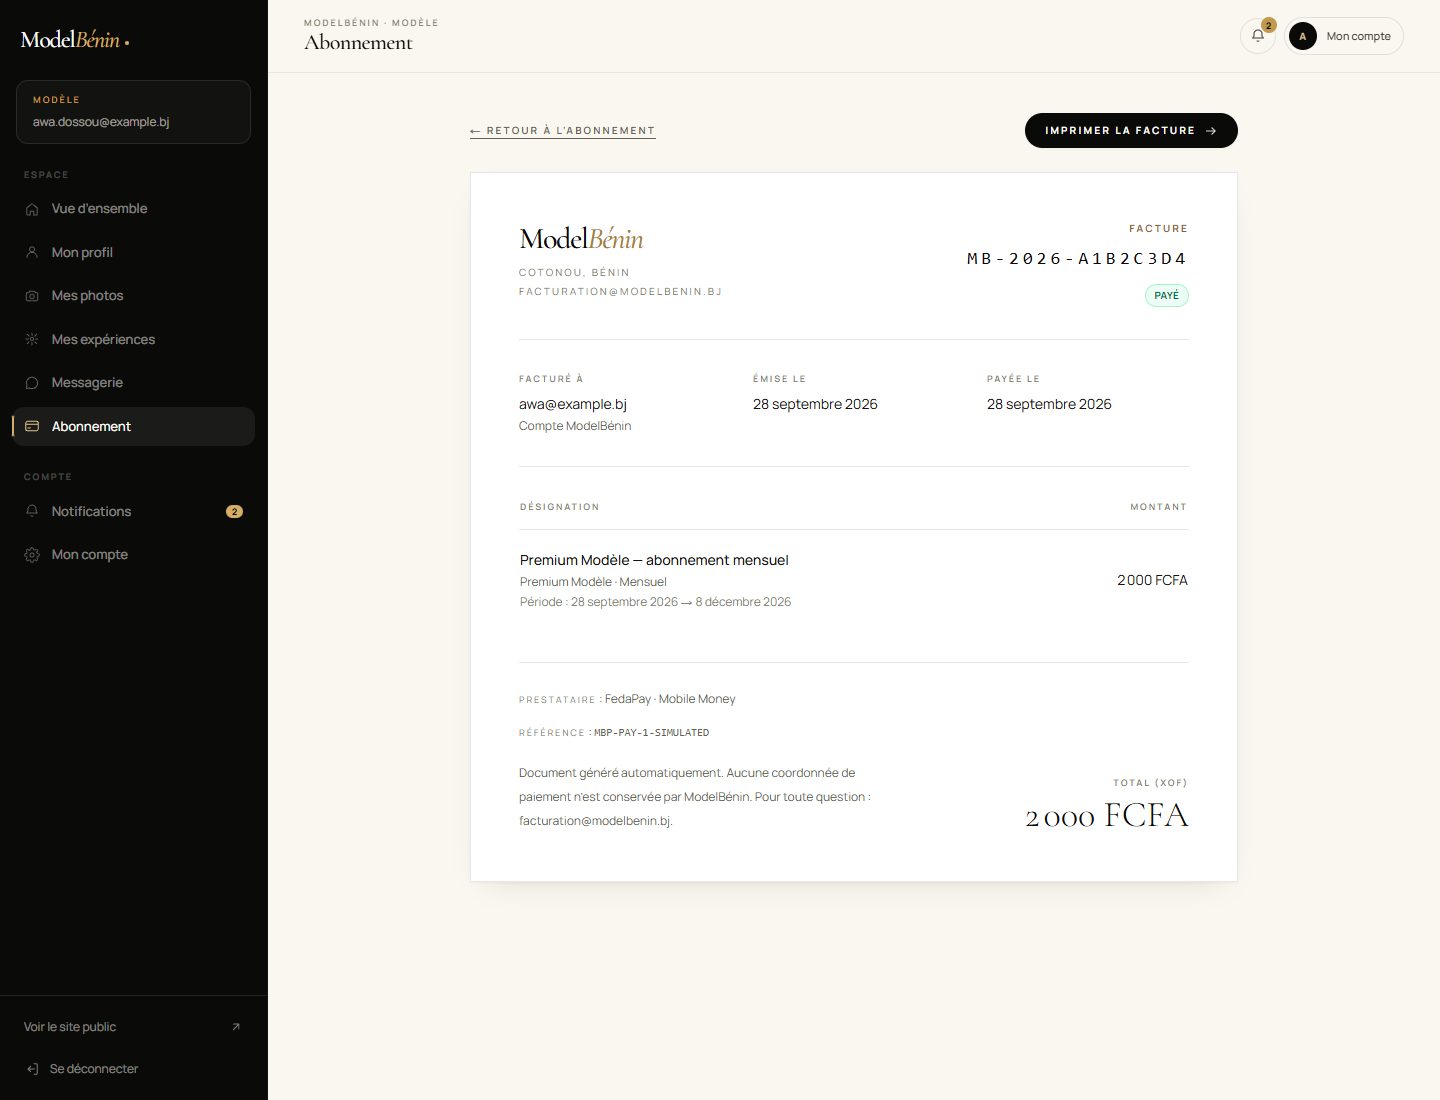 ModelBénin
MODÈLE
awa.dossou@example.bj
ESPACE
Vue d'ensemble
Mon profil
Mes photos
Mes expériences
Messagerie
Abonnement
COMPTE
Notifications 2
Mon compte
Voir le site public
Se déconnecter
MODELBÉNIN · MODÈLE
Abonnement
2
A Mon compte
← RETOUR À L'ABONNEMENT
IMPRIMER LA FACTURE →
ModelBénin
COTONOU, BÉNIN
FACTURATION@MODELBENIN.BJ
FACTURE
MB-2026-A1B2C3D4
PAYÉ
FACTURÉ À
awa@example.bj
Compte ModelBénin
ÉMISE LE
28 septembre 2026
PAYÉE LE
28 septembre 2026
DÉSIGNATION MONTANT
Premium Modèle — abonnement mensuel
Premium Modèle · Mensuel
Période : 28 septembre 2026 → 8 décembre 2026
2 000 FCFA
PRESTATAIRE : FedaPay · Mobile Money
RÉFÉRENCE : MBP-PAY-1-SIMULATED
Document généré automatiquement. Aucune coordonnée de
paiement n'est conservée par ModelBénin. Pour toute question :
facturation@modelbenin.bj.
TOTAL (XOF)
2 000 FCFA